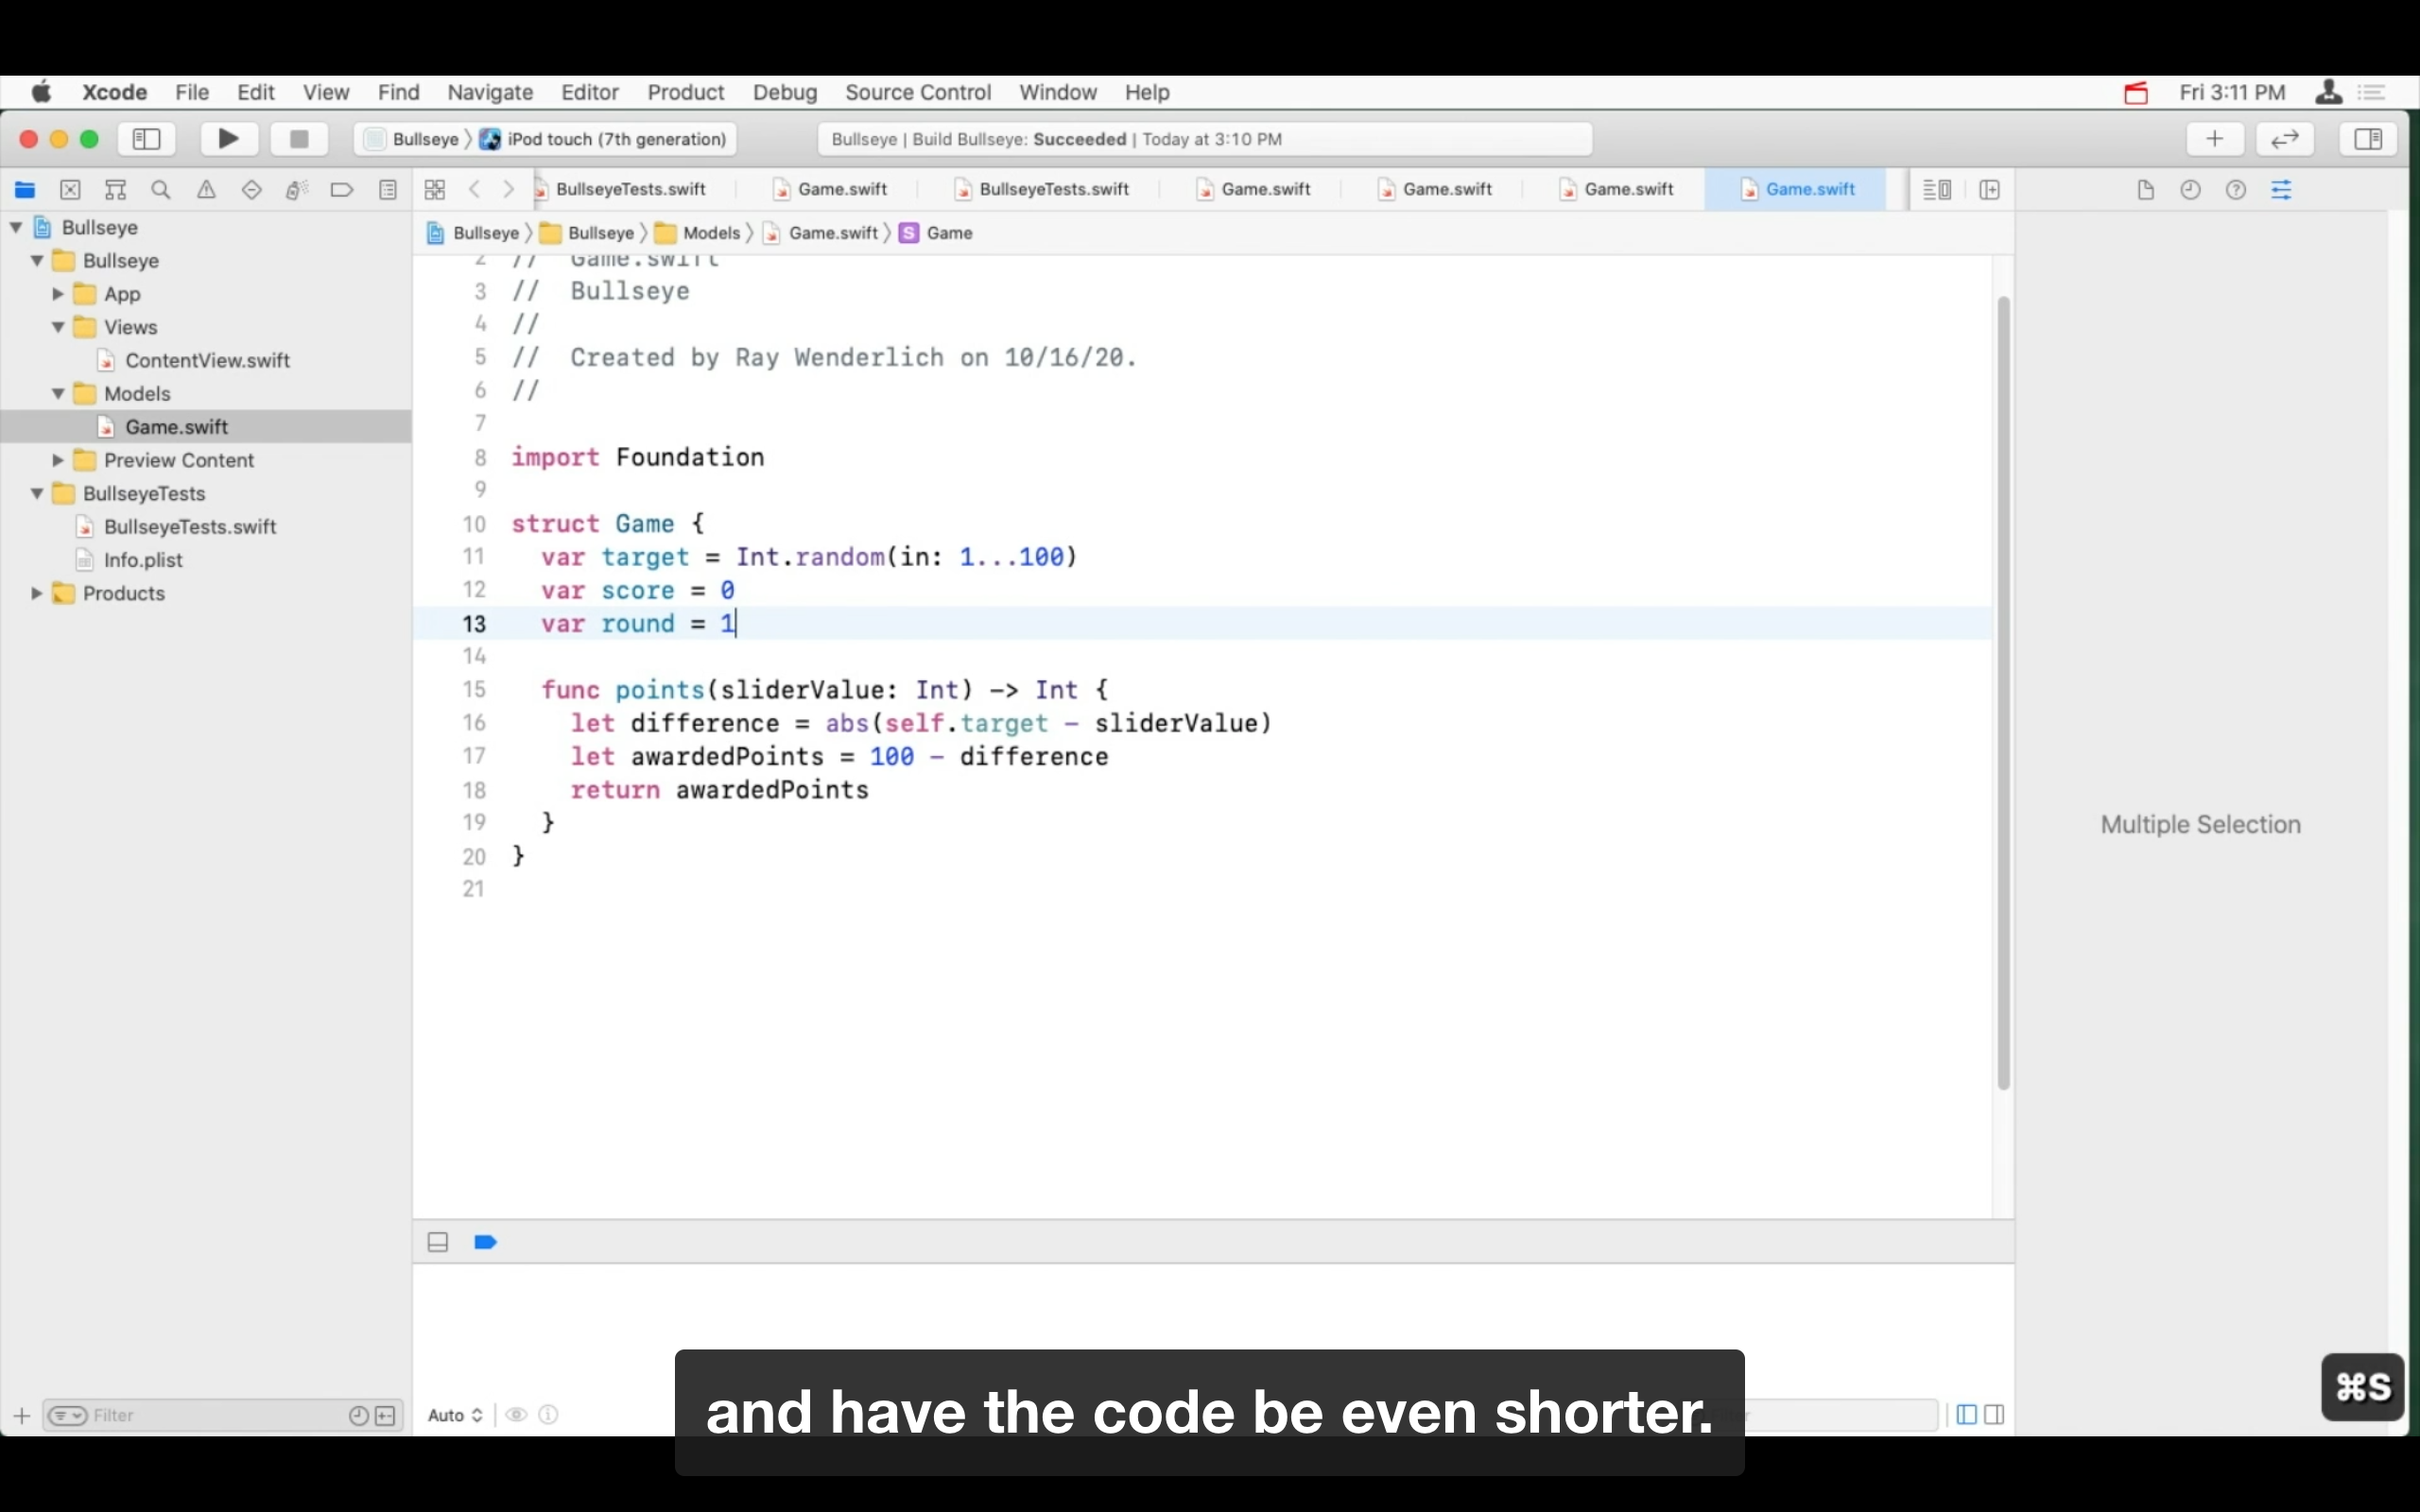 Xcode File Edit View Find Navigate Editor Product Debug Source Control Window Help Fri 3:11 PM
Bullseye 〉 iPod touch (7th generation) Bullseye | Build Bullseye: Succeeded | Today at 3:10 PM
BullseyeTests.swift Game.swift BullseyeTests.swift Game.swift Game.swift Game.swift Game.swift
Bullseye 〉 Bullseye 〉 Models 〉 Game.swift 〉 S Game
Bullseye
Bullseye
App
Views
ContentView.swift
Models
Game.swift
Preview Content
BullseyeTests
BullseyeTests.swift
Info.plist
Products
2 //  Game.swift
3 //  Bullseye
4 //
5 //  Created by Ray Wenderlich on 10/16/20.
6 //
7
8 import Foundation
9
10 struct Game {
11   var target = Int.random(in: 1...100)
12   var score = 0
13   var round = 1
14
15   func points(sliderValue: Int) -> Int {
16     let difference = abs(self.target - sliderValue)
17     let awardedPoints = 100 - difference
18     return awardedPoints
19   }
20 }
21
Multiple Selection
Filter
Auto
and have the code be even shorter.
⌘S